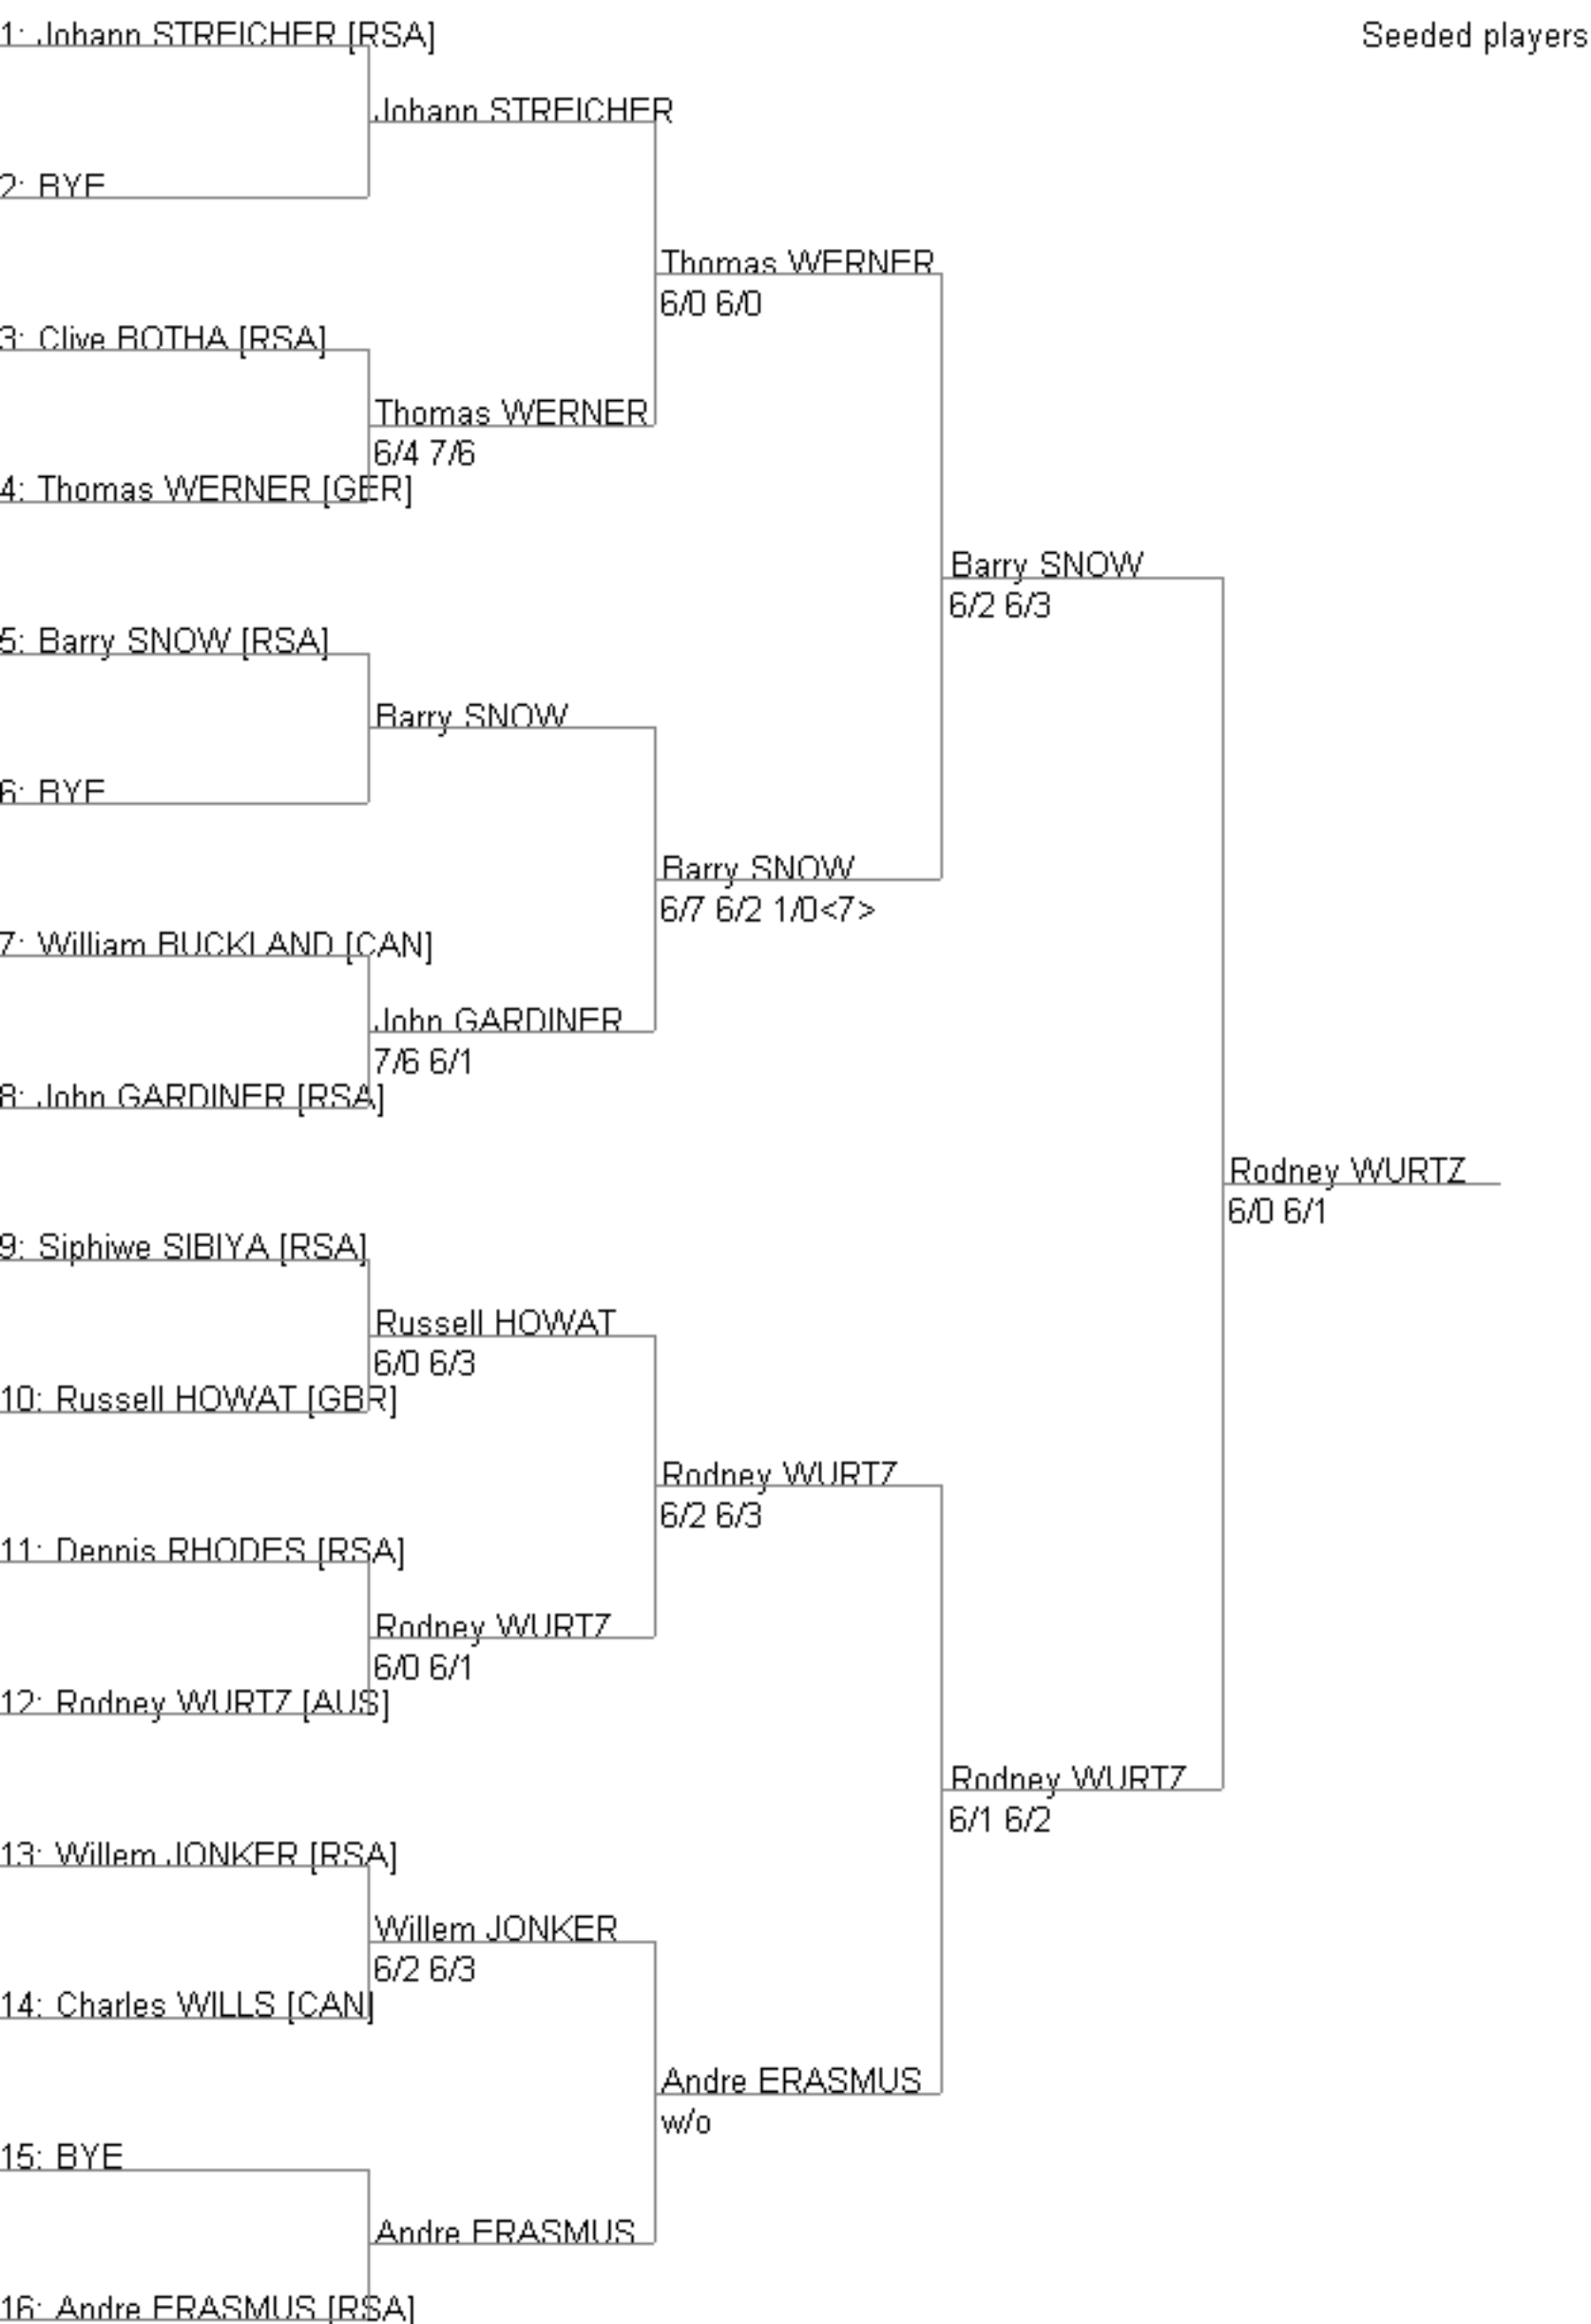 1: Johann STREICHER [RSA]
Seeded players
Johann STREICHER
2: BYE
Thomas WERNER
6/0 6/0
3: Clive BOTHA [RSA]
Thomas WERNER
6/4 7/6
4: Thomas WERNER [GER]
Barry SNOW
6/2 6/3
5: Barry SNOW [RSA]
Barry SNOW
6: BYE
Barry SNOW
6/7 6/2 1/0<7>
7: William BUCKLAND [CAN]
John GARDINER
7/6 6/1
8: John GARDINER [RSA]
Rodney WURTZ
6/0 6/1
9: Siphiwe SIBIYA [RSA]
Russell HOWAT
6/0 6/3
10: Russell HOWAT [GBR]
Rodney WURTZ
6/2 6/3
11: Dennis RHODES [RSA]
Rodney WURTZ
6/0 6/1
12: Rodney WURTZ [AUS]
Rodney WURTZ
6/1 6/2
13: Willem JONKER [RSA]
Willem JONKER
6/2 6/3
14: Charles WILLS [CAN]
Andre ERASMUS
w/o
15: BYE
Andre ERASMUS
16: Andre ERASMUS [RSA]